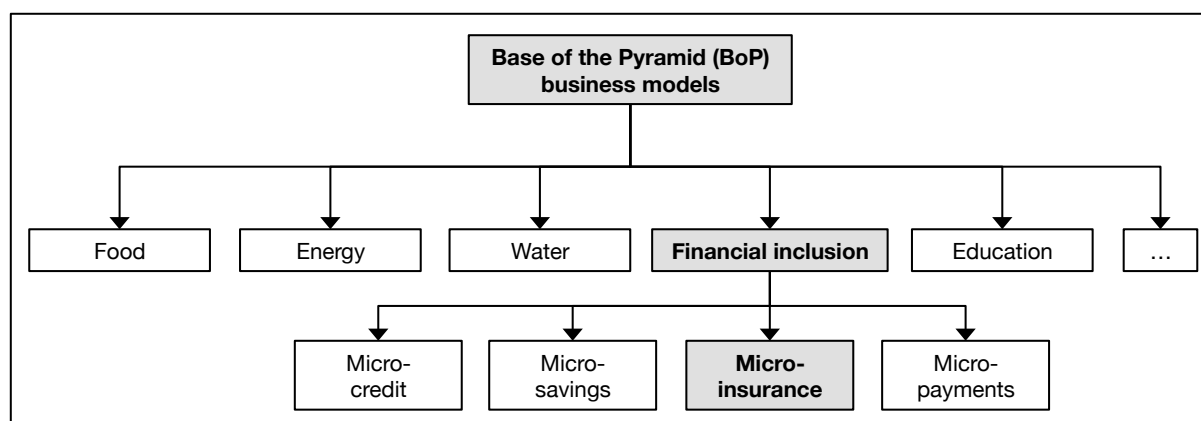 Base of the Pyramid (BoP)
business models
Food
Energy
Water
Financial inclusion
Education
…
Micro-
credit
Micro-
savings
Micro-
insurance
Micro-
payments